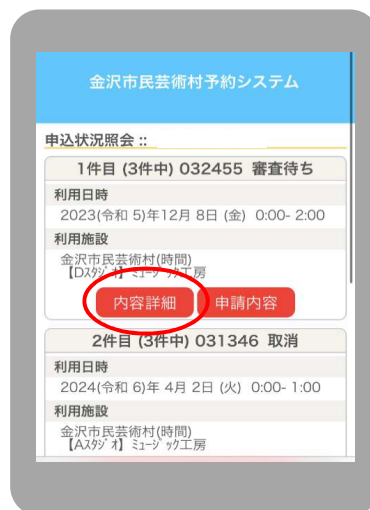 金沢市民芸術村予約システム
申込状況照会 ::
1件目 (3件中) 032455 審査待ち
利用日時
2023(令和 5)年12月 8日 (金) 0:00- 2:00
利用施設
金沢市民芸術村(時間)
【Dｽﾀｼﾞｵ】ﾐｭｰｼﾞｯｸ工房
内容詳細 申請内容
2件目 (3件中) 031346 取消
利用日時
2024(令和 6)年 4月 2日 (火) 0:00- 1:00
利用施設
金沢市民芸術村(時間)
【Aｽﾀｼﾞｵ】ﾐｭｰｼﾞｯｸ工房